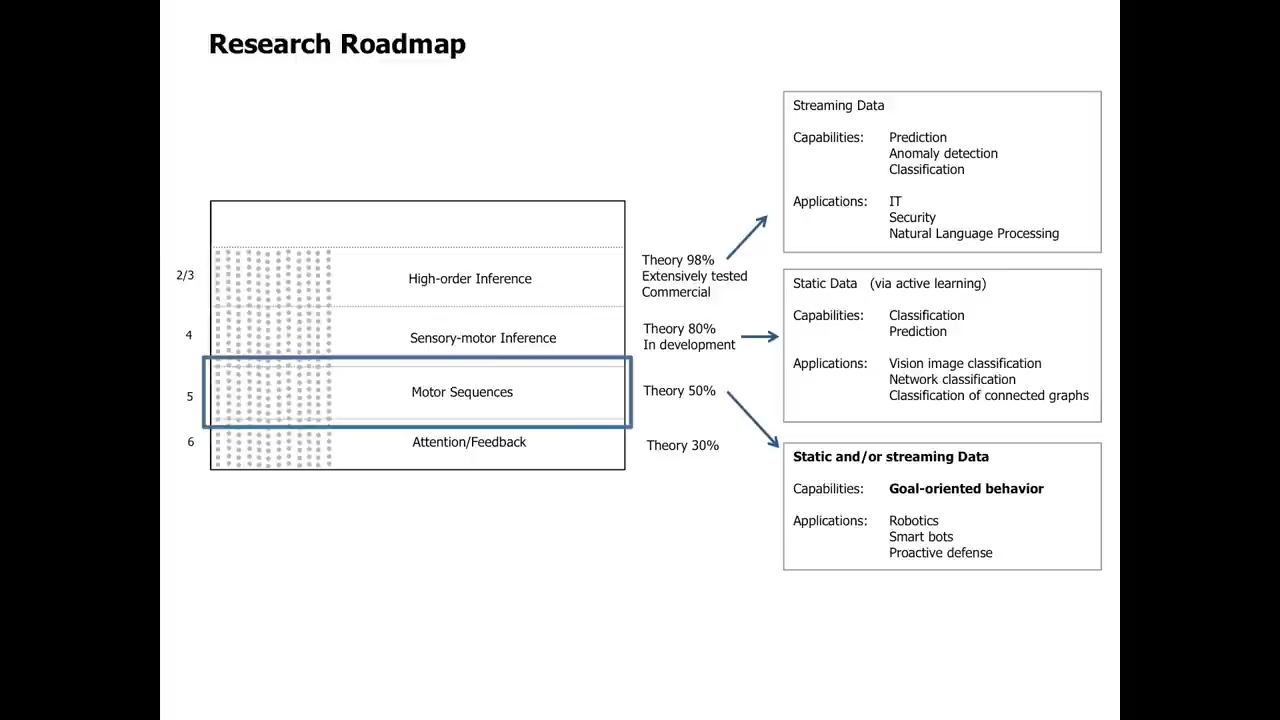 Research Roadmap
2/3
High-order Inference
4
Sensory-motor Inference
5
Motor Sequences
6
Attention/Feedback
Theory 98%
Extensively tested
Commercial
Theory 80%
In development
Theory 50%
Theory 30%
Streaming Data
Capabilities: Prediction
Anomaly detection
Classification
Applications: IT
Security
Natural Language Processing
Static Data (via active learning)
Capabilities: Classification
Prediction
Applications: Vision image classification
Network classification
Classification of connected graphs
Static and/or streaming Data
Capabilities: Goal-oriented behavior
Applications: Robotics
Smart bots
Proactive defense